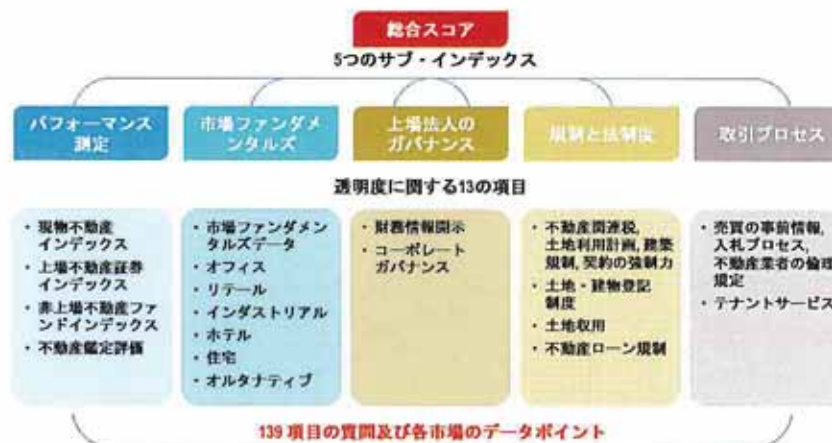 総合スコア
5つのサブ・インデックス
パフォーマンス
測定
市場ファンダメ
ンタルズ
上場法人の
ガバナンス
規制と法制度
取引プロセス
透明度に関する13の項目
・現物不動産
インデックス
・上場不動産証券
インデックス
・非上場不動産ファ
ンドインデックス
・不動産鑑定評価
・市場ファンダメン
タルズデータ
・オフィス
・リテール
・インダストリアル
・ホテル
・住宅
・オルタナティブ
・財務情報開示
・コーポレート
ガバナンス
・不動産関連税,
土地利用計画, 建築
規制, 契約の強制力
・土地・建物登記
制度
・土地収用
・不動産ローン規制
・売買の事前情報,
入札プロセス,
不動産業者の倫理
規定
・テナントサービス
139 項目の質問及び各市場のデータポイント